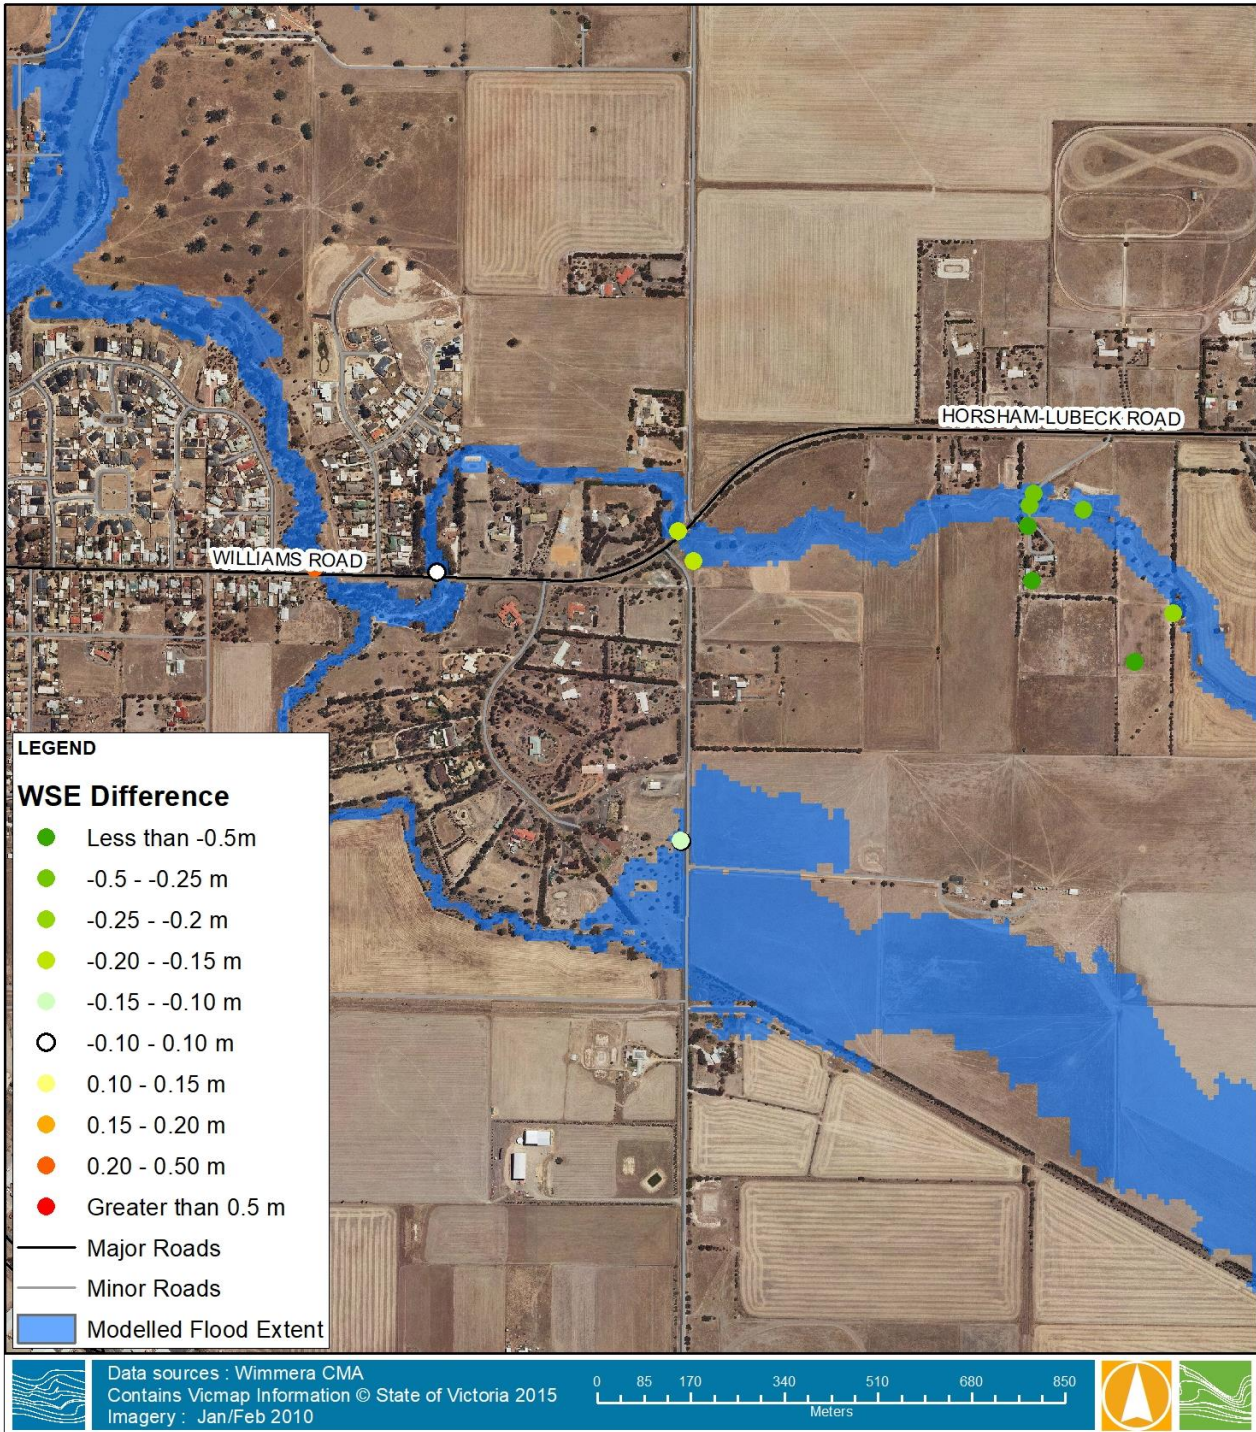 HORSHAM-LUBECK ROAD
WILLIAMS ROAD
LEGEND
WSE Difference
Less than -0.5m
-0.5 - -0.25 m
-0.25 - -0.2 m
-0.20 - -0.15 m
-0.15 - -0.10 m
-0.10 - 0.10 m
0.10 - 0.15 m
0.15 - 0.20 m
0.20 - 0.50 m
Greater than 0.5 m
Major Roads
Minor Roads
Modelled Flood Extent
Data sources : Wimmera CMA
Contains Vicmap Information © State of Victoria 2015
Imagery : Jan/Feb 2010
0 85 170 340 510 680 850
Meters